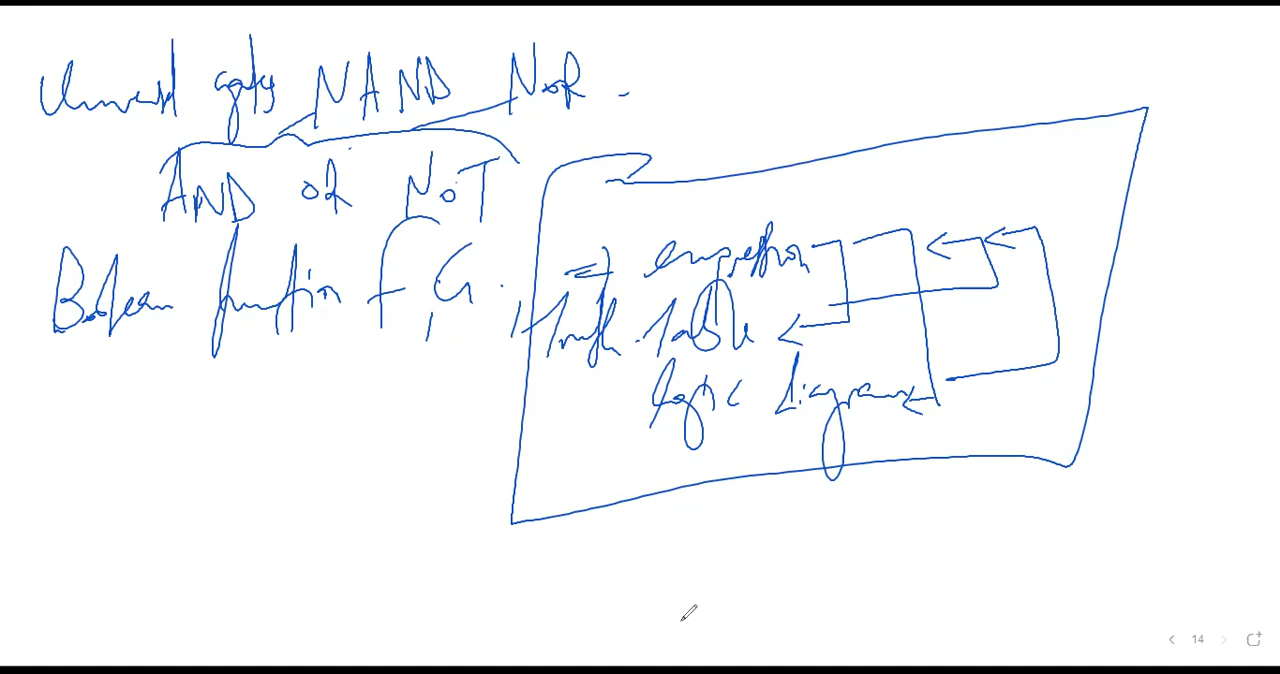 Universal gates NAND NOR.
AND OR NOT
Boolean function F, G.
⇒ expression
Truth Table
logic diagram
14